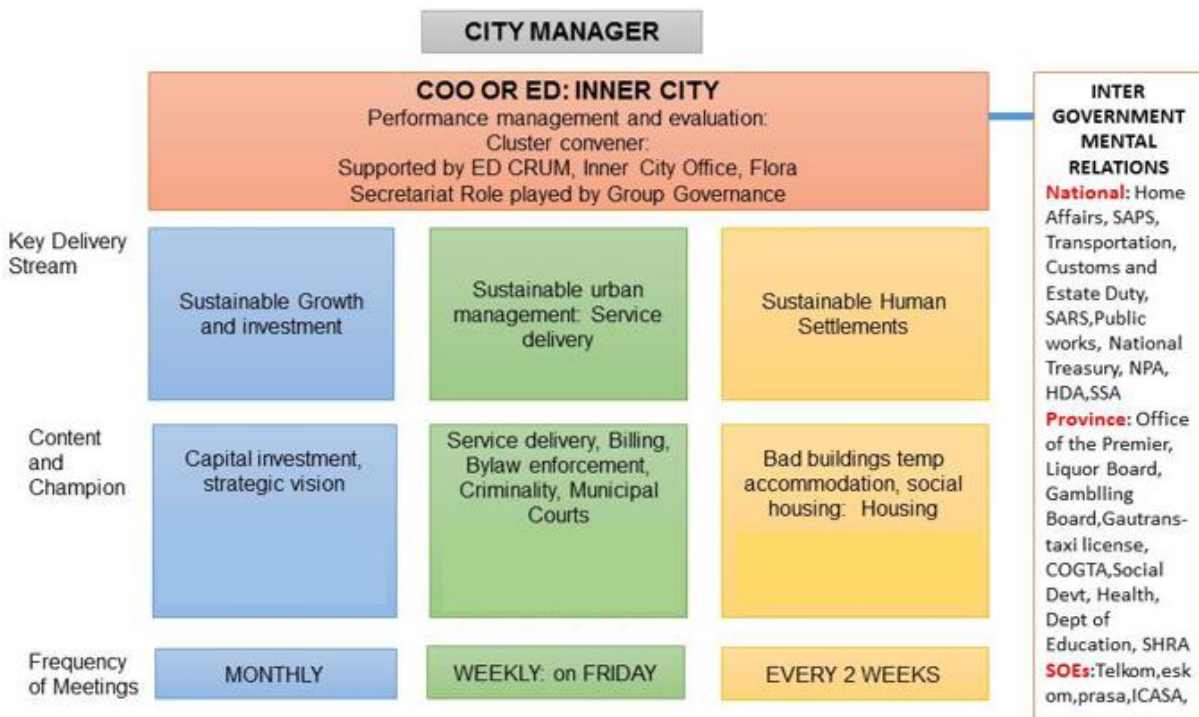 CITY MANAGER
COO OR ED: INNER CITY
Performance management and evaluation:
Cluster convener:
Supported by ED CRUM, Inner City Office, Flora
Secretariat Role played by Group Governance
Key Delivery
Stream
Sustainable Growth
and investment
Sustainable urban
management: Service
delivery
Sustainable Human
Settlements
Content
and
Champion
Capital investment,
strategic vision
Service delivery, Billing,
Bylaw enforcement,
Criminality, Municipal
Courts
Bad buildings temp
accommodation, social
housing: Housing
Frequency
of Meetings
MONTHLY
WEEKLY: on FRIDAY
EVERY 2 WEEKS
INTER
GOVERNMENT
MENTAL
RELATIONS
National: Home
Affairs, SAPS,
Transportation,
Customs and
Estate Duty,
SARS,Public
works, National
Treasury, NPA,
HDA,SSA
Province: Office
of the Premier,
Liquor Board,
Gamblling
Board,Gautrans-
taxi license,
COGTA,Social
Devt, Health,
Dept of
Education, SHRA
SOEs:Telkom,esk
om,prasa,ICASA,